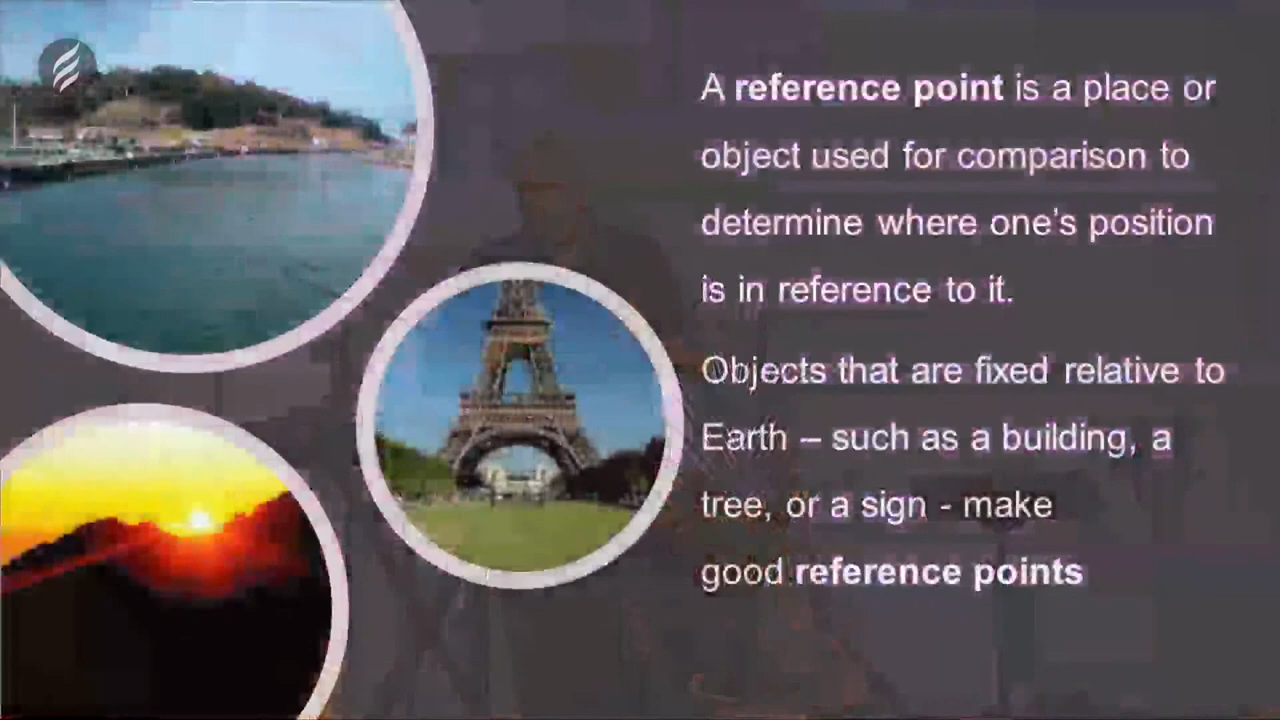 A reference point is a place or
object used for comparison to
determine where one’s position
is in reference to it.
Objects that are fixed relative to
Earth – such as a building, a
tree, or a sign - make
good reference points